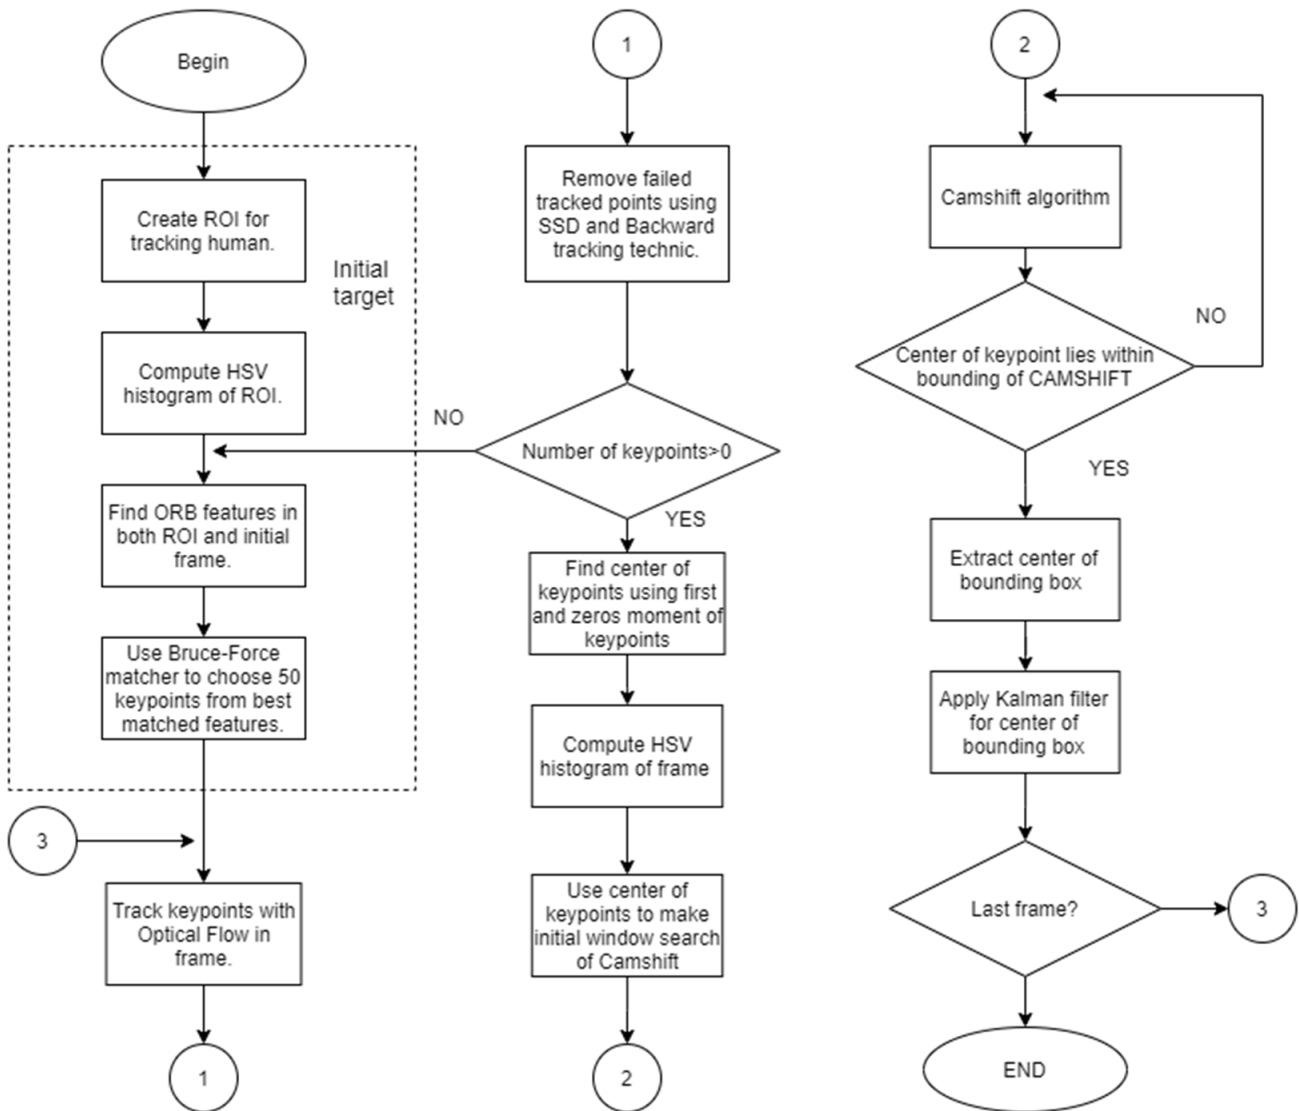 Begin
Create ROI for
tracking human.
Initial
target
Compute HSV
histogram of ROI.
Find ORB features in
both ROI and initial
frame.
Use Bruce-Force
matcher to choose 50
keypoints from best
matched features.
3
Track keypoints with
Optical Flow in
frame.
1
1
Remove failed
tracked points using
SSD and Backward
tracking technic.
NO
Number of keypoints>0
YES
Find center of
keypoints using first
and zeros moment of
keypoints
Compute HSV
histogram of frame
Use center of
keypoints to make
initial window search
of Camshift
2
2
Camshift algorithm
NO
Center of keypoint lies within
bounding of CAMSHIFT
YES
Extract center of
bounding box
Apply Kalman filter
for center of
bounding box
Last frame?
3
END